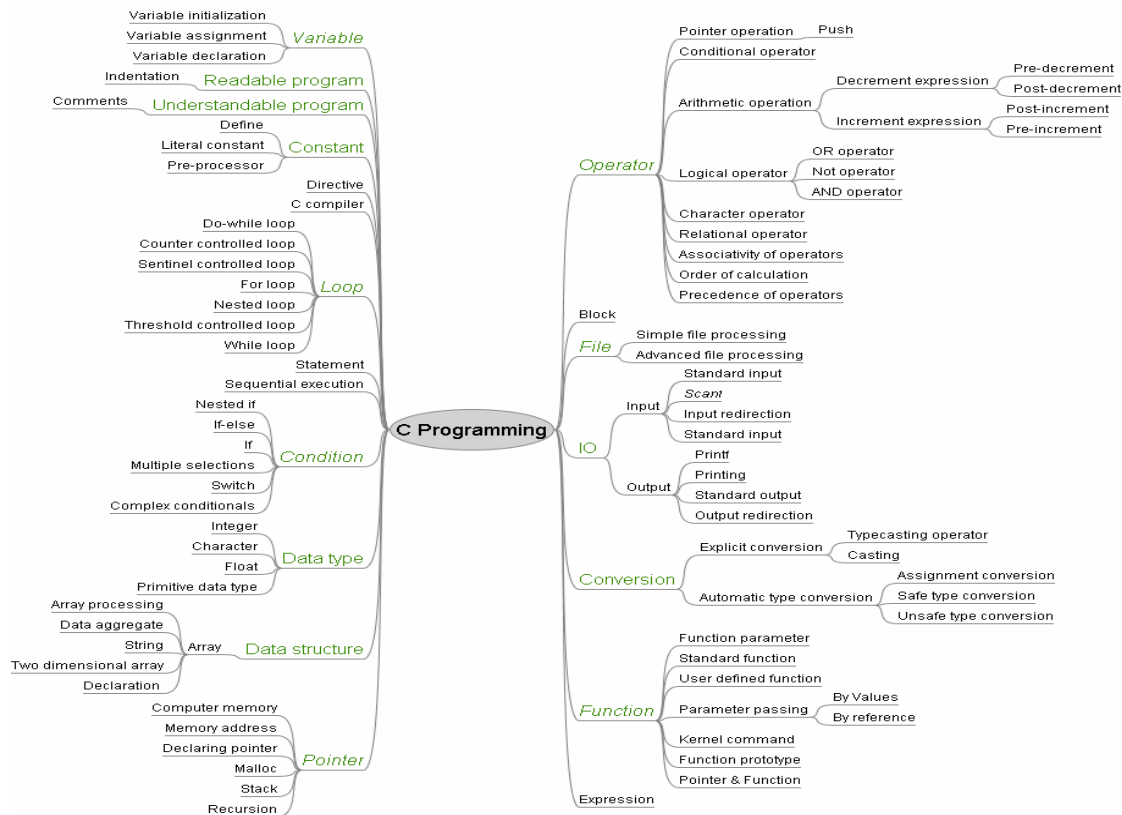 Variable initialization
Variable assignment
Variable declaration
Variable
Indentation
Readable program
Comments
Understandable program
Define
Literal constant
Pre-processor
Constant
Directive
C compiler
Do-while loop
Counter controlled loop
Sentinel controlled loop
For loop
Nested loop
Threshold controlled loop
While loop
Loop
Statement
Sequential execution
Nested if
If-else
If
Multiple selections
Switch
Complex conditionals
Condition
Integer
Character
Float
Primitive data type
Data type
Array processing
Data aggregate
String
Two dimensional array
Declaration
Array
Data structure
Computer memory
Memory address
Declaring pointer
Malloc
Stack
Recursion
Pointer
C Programming
Operator
Pointer operation
Push
Conditional operator
Arithmetic operation
Decrement expression
Pre-decrement
Post-decrement
Increment expression
Post-increment
Pre-increment
Logical operator
OR operator
Not operator
AND operator
Character operator
Relational operator
Associativity of operators
Order of calculation
Precedence of operators
Block
File
Simple file processing
Advanced file processing
IO
Input
Standard input
Scant
Input redirection
Standard input
Output
Printf
Printing
Standard output
Output redirection
Conversion
Explicit conversion
Typecasting operator
Casting
Automatic type conversion
Assignment conversion
Safe type conversion
Unsafe type conversion
Function
Function parameter
Standard function
User defined function
Parameter passing
By Values
By reference
Kernel command
Function prototype
Pointer & Function
Expression